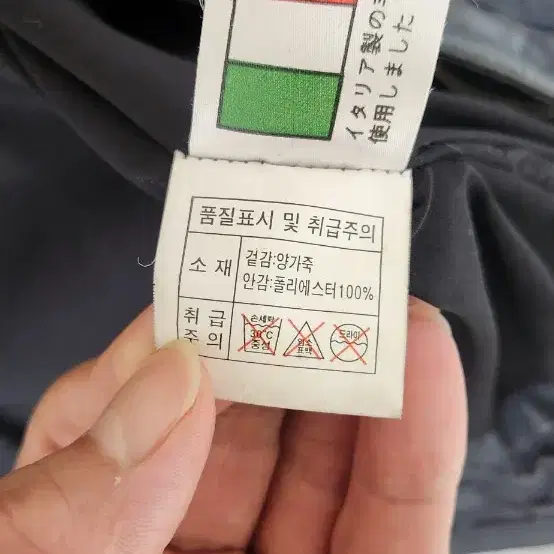 イタリア製の
使用しました
품질표시 및 취급주의
소 재
겉감:양가죽
안감:폴리에스터100%
취 급
주 의
손세탁
30℃
중성
염소
표백
드라이